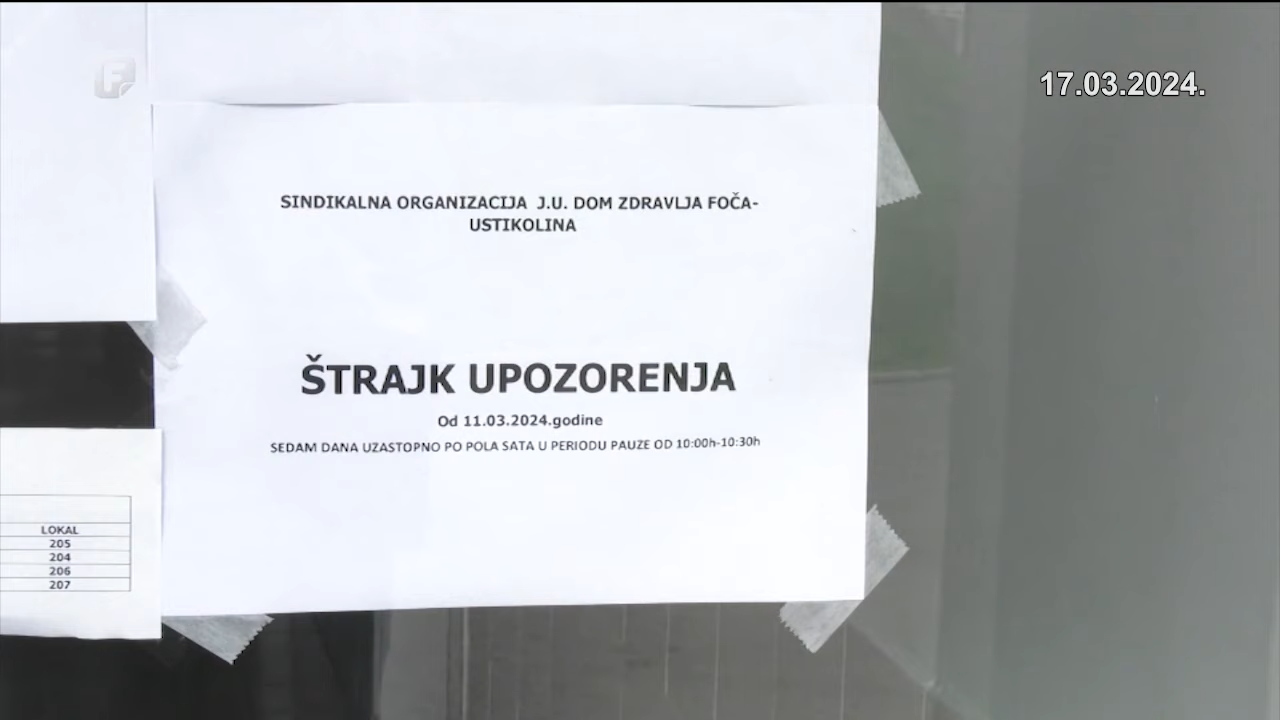 F
17.03.2024.
SINDIKALNA ORGANIZACIJA J.U. DOM ZDRAVLJA FOČA-
USTIKOLINA
ŠTRAJK UPOZORENJA
Od 11.03.2024.godine
SEDAM DANA UZASTOPNO PO POLA SATA U PERIODU PAUZE OD 10:00h-10:30h
LOKAL
205
204
206
207